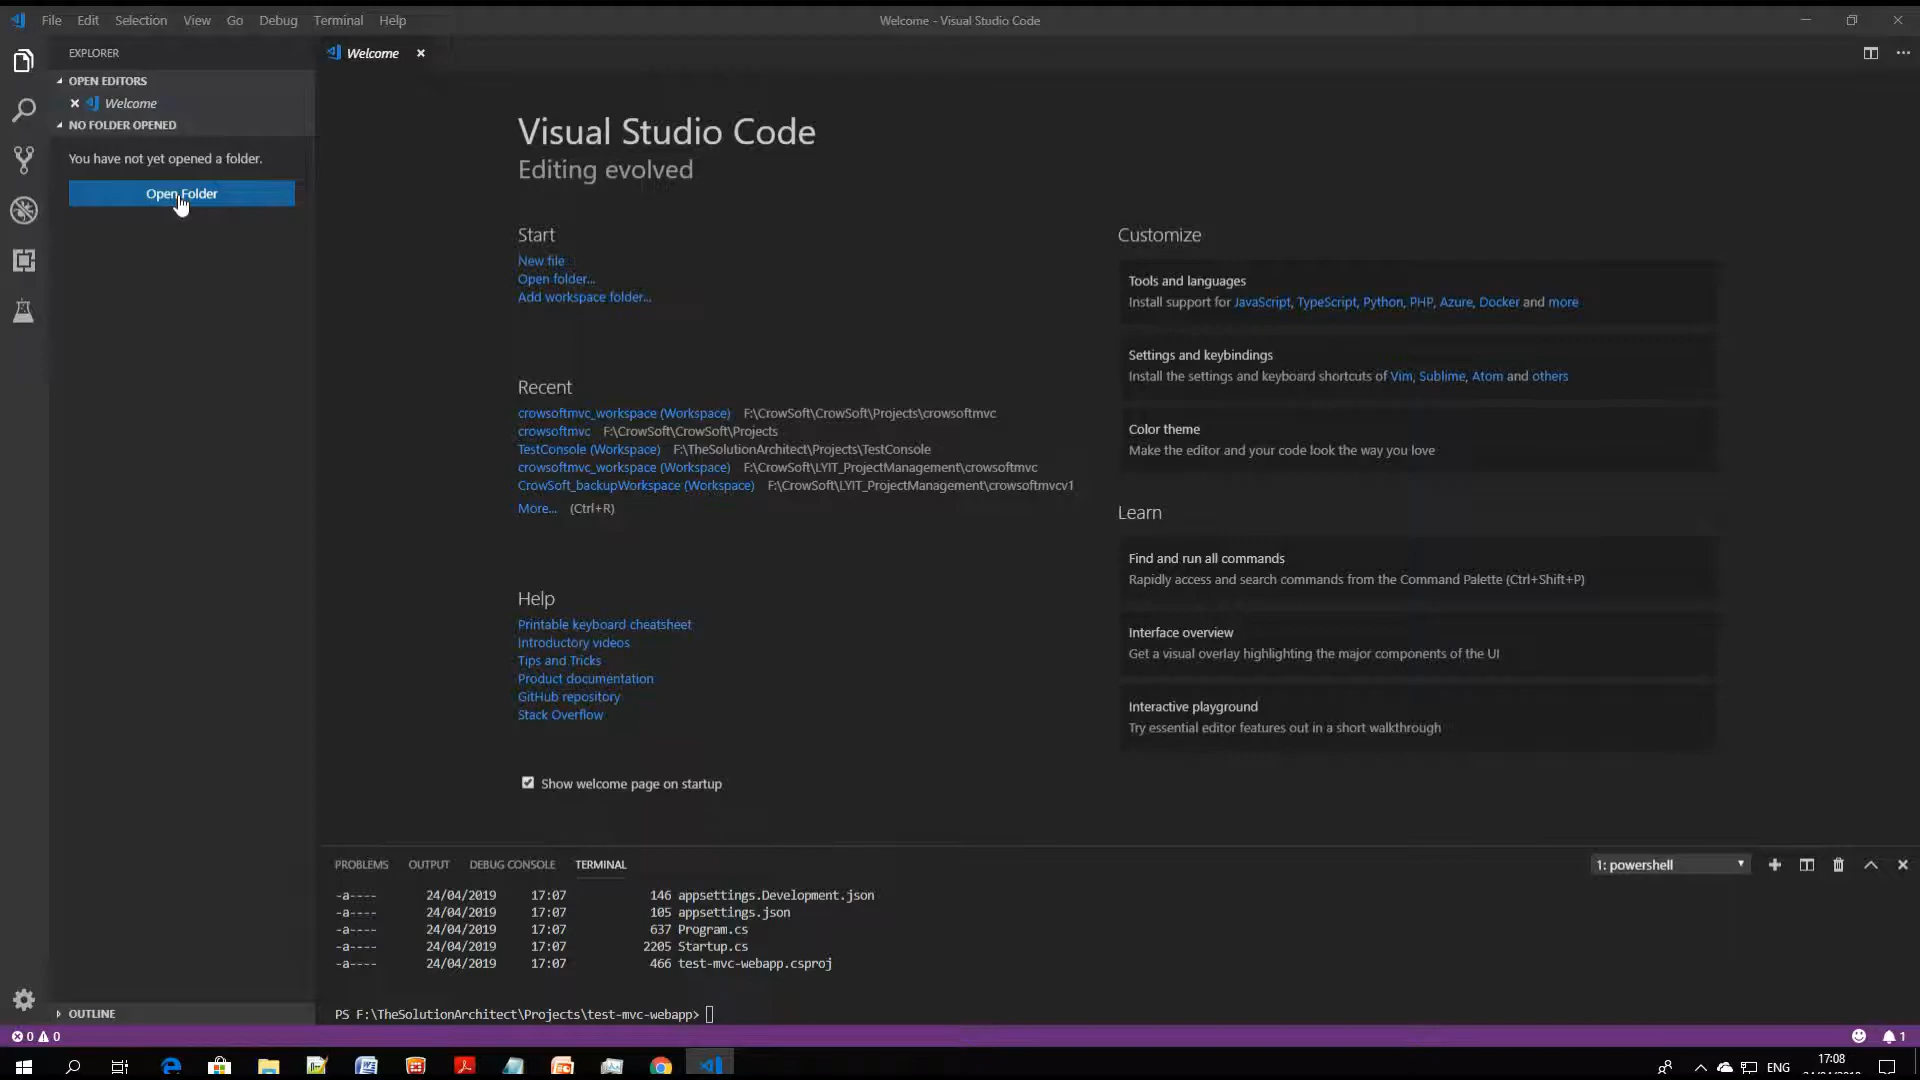 File Edit Selection View Go Debug Terminal Help
Welcome - Visual Studio Code
EXPLORER
Welcome
OPEN EDITORS
Welcome
NO FOLDER OPENED
You have not yet opened a folder.
Open Folder
Visual Studio Code
Editing evolved
Start
New file
Open folder...
Add workspace folder...
Recent
crowsoftmvc_workspace (Workspace) F:\CrowSoft\CrowSoft\Projects\crowsoftmvc
crowsoftmvc F:\CrowSoft\CrowSoft\Projects
TestConsole (Workspace) F:\TheSolutionArchitect\Projects\TestConsole
crowsoftmvc_workspace (Workspace) F:\CrowSoft\LYIT_ProjectManagement\crowsoftmvc
CrowSoft_backupWorkspace (Workspace) F:\CrowSoft\LYIT_ProjectManagement\crowsoftmvcv1
More... (Ctrl+R)
Help
Printable keyboard cheatsheet
Introductory videos
Tips and Tricks
Product documentation
GitHub repository
Stack Overflow
Show welcome page on startup
Customize
Tools and languages
Install support for JavaScript, TypeScript, Python, PHP, Azure, Docker and more
Settings and keybindings
Install the settings and keyboard shortcuts of Vim, Sublime, Atom and others
Color theme
Make the editor and your code look the way you love
Learn
Find and run all commands
Rapidly access and search commands from the Command Palette (Ctrl+Shift+P)
Interface overview
Get a visual overlay highlighting the major components of the UI
Interactive playground
Try essential editor features out in a short walkthrough
PROBLEMS OUTPUT DEBUG CONSOLE TERMINAL
1: powershell
-a---- 24/04/2019 17:07 146 appsettings.Development.json
-a---- 24/04/2019 17:07 105 appsettings.json
-a---- 24/04/2019 17:07 637 Program.cs
-a---- 24/04/2019 17:07 2205 Startup.cs
-a---- 24/04/2019 17:07 466 test-mvc-webapp.csproj
PS F:\TheSolutionArchitect\Projects\test-mvc-webapp>
OUTLINE
0 0
1
ENG
17:08